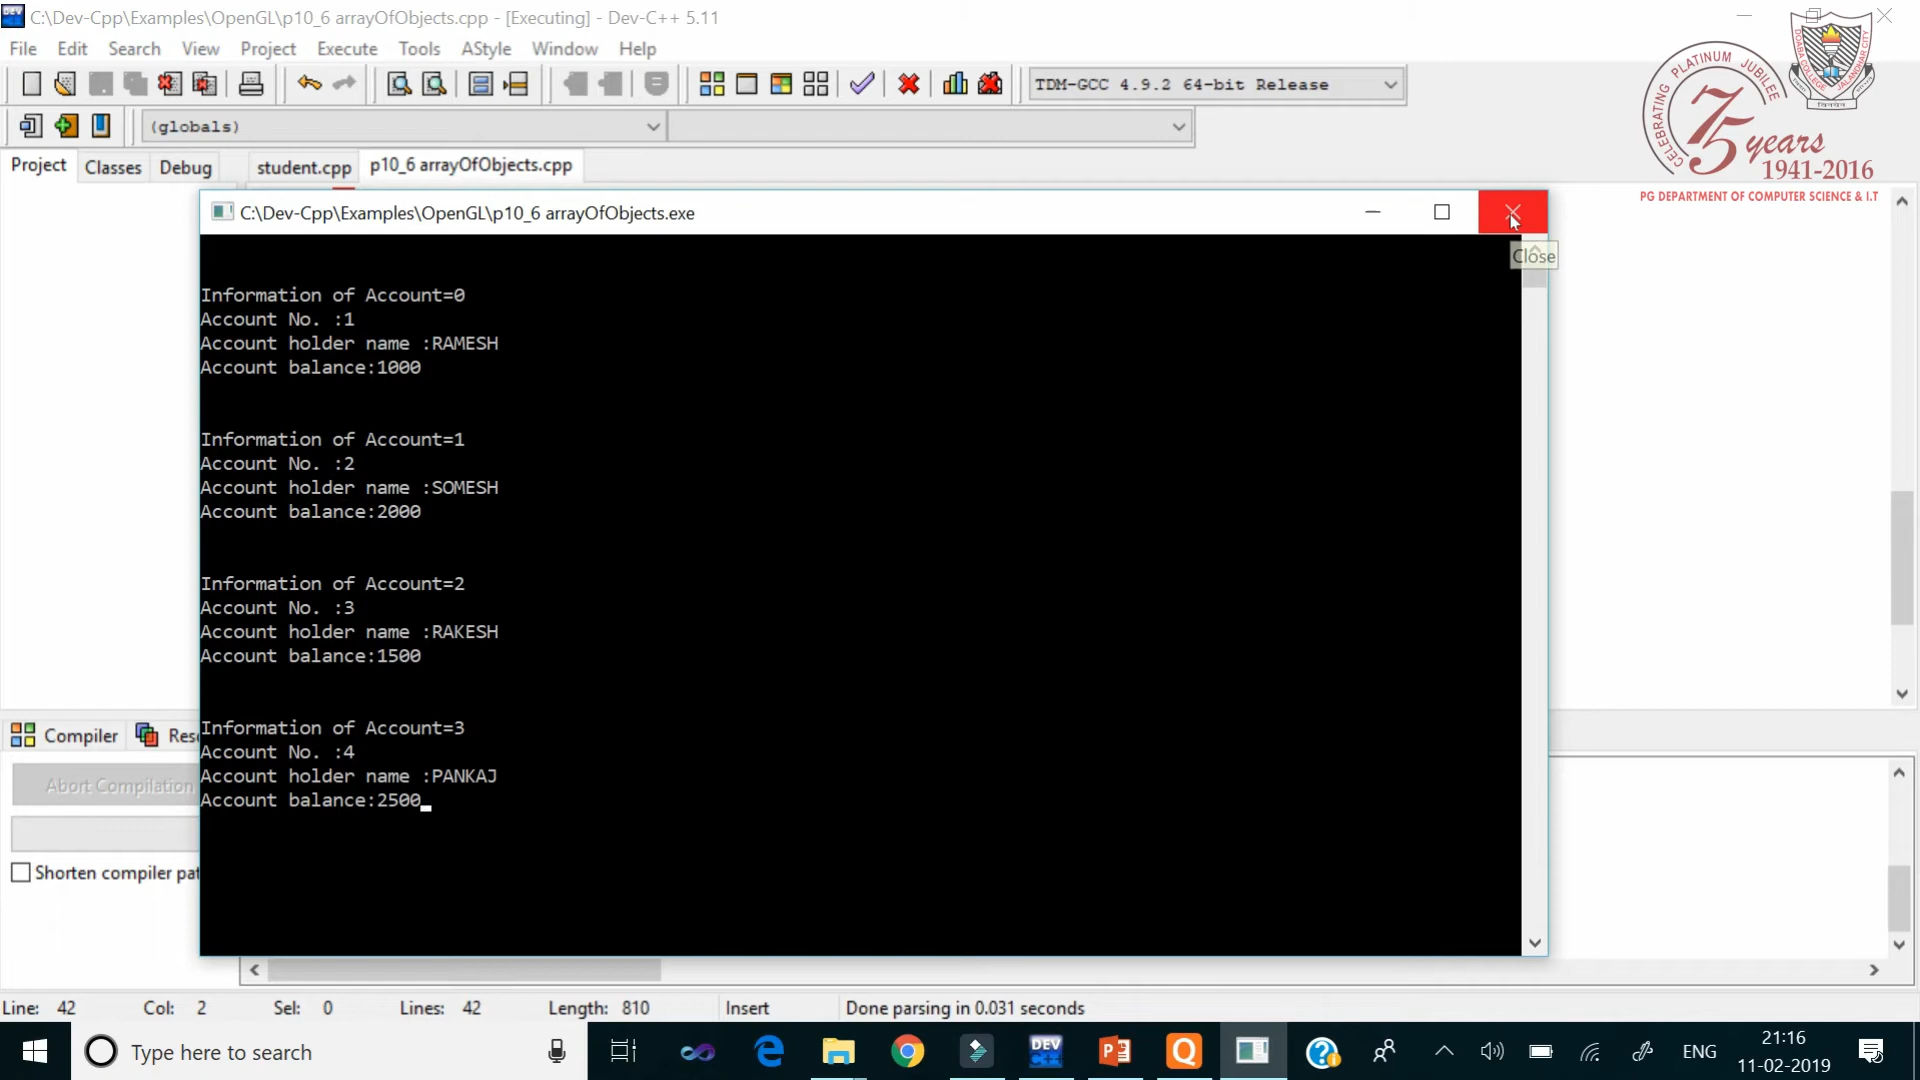 C:\Dev-Cpp\Examples\OpenGL\p10_6 arrayOfObjects.cpp - [Executing] - Dev-C++ 5.11
File Edit Search View Project Execute Tools AStyle Window Help
TDM-GCC 4.9.2 64-bit Release
(globals)
Project Classes Debug student.cpp p10_6 arrayOfObjects.cpp
CELEBRATING PLATINUM JUBILEE
DOABA COLLEGE JALANDHAR CITY
75 years
1941-2016
PG DEPARTMENT OF COMPUTER SCIENCE & I.T
C:\Dev-Cpp\Examples\OpenGL\p10_6 arrayOfObjects.exe
Close
Information of Account=0
Account No. :1
Account holder name :RAMESH
Account balance:1000
Information of Account=1
Account No. :2
Account holder name :SOMESH
Account balance:2000
Information of Account=2
Account No. :3
Account holder name :RAKESH
Account balance:1500
Information of Account=3
Account No. :4
Account holder name :PANKAJ
Account balance:2500
Compiler Reso
Abort Compilation
Shorten compiler pat
Line: 42 Col: 2 Sel: 0 Lines: 42 Length: 810 Insert Done parsing in 0.031 seconds
Type here to search
DEV C++
ENG
21:16
11-02-2019